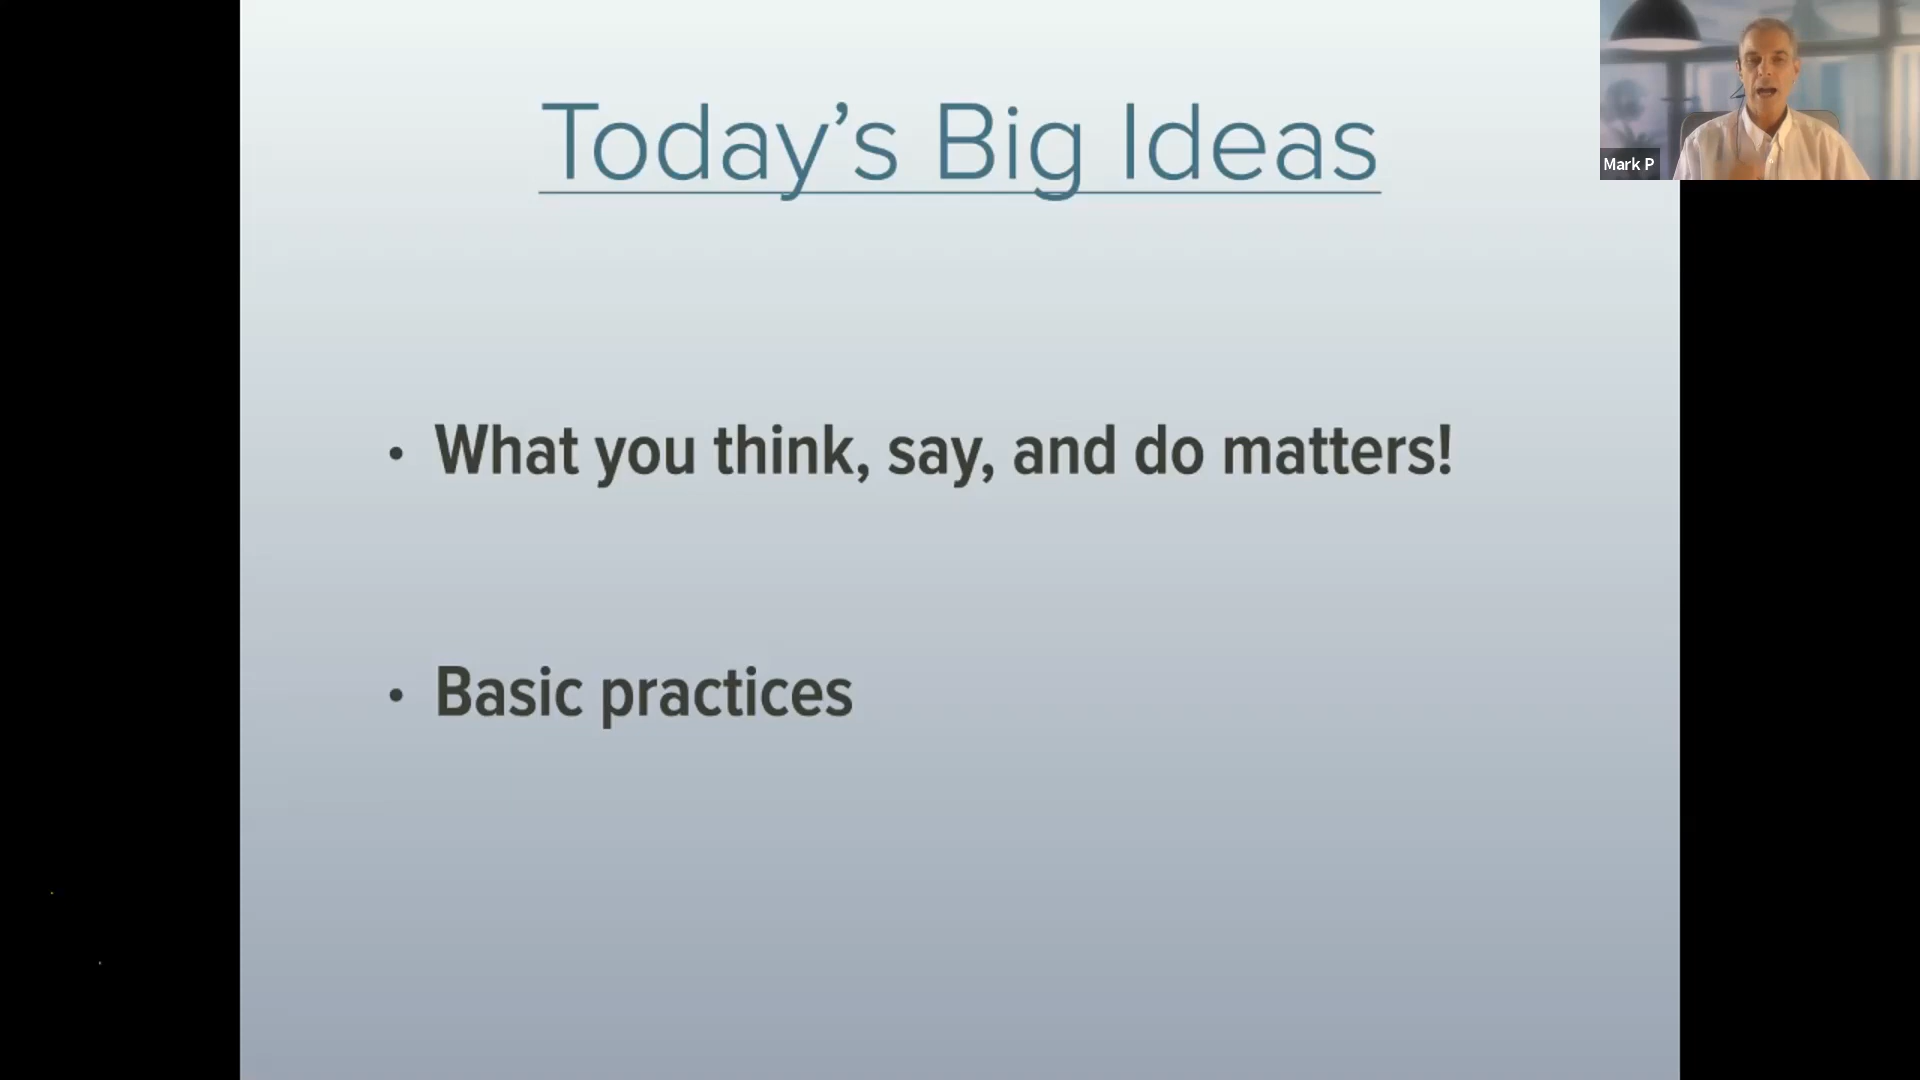 Today’s Big Ideas
Mark P
• What you think, say, and do matters!
• Basic practices